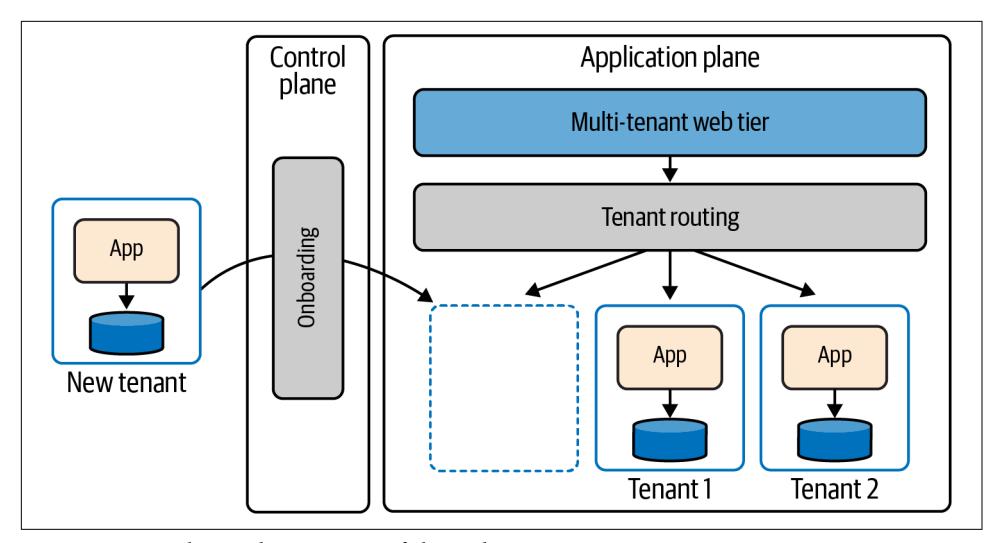 Control
plane
Application plane
Multi-tenant web tier
Tenant routing
Onboarding
App
New tenant
App
Tenant 1
App
Tenant 2